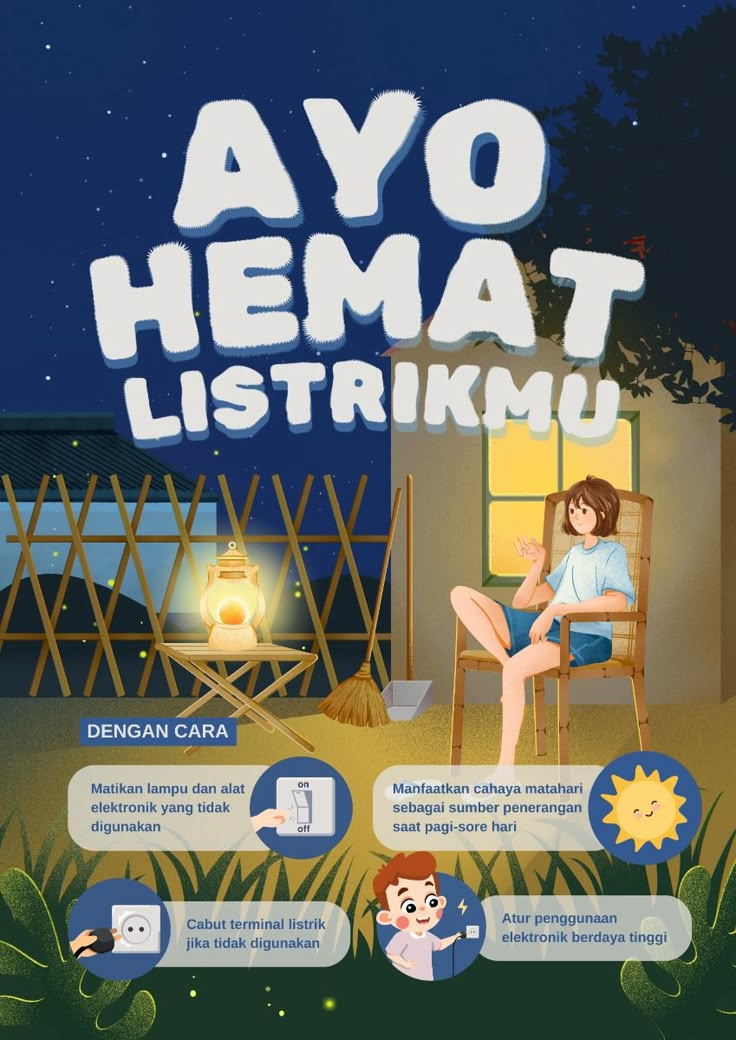 AYO
HEMAT
LISTRIKMU
DENGAN CARA
Matikan lampu dan alat
elektronik yang tidak
digunakan
on
off
Manfaatkan cahaya matahari
sebagai sumber penerangan
saat pagi-sore hari
Cabut terminal listrik
jika tidak digunakan
Atur penggunaan
elektronik berdaya tinggi